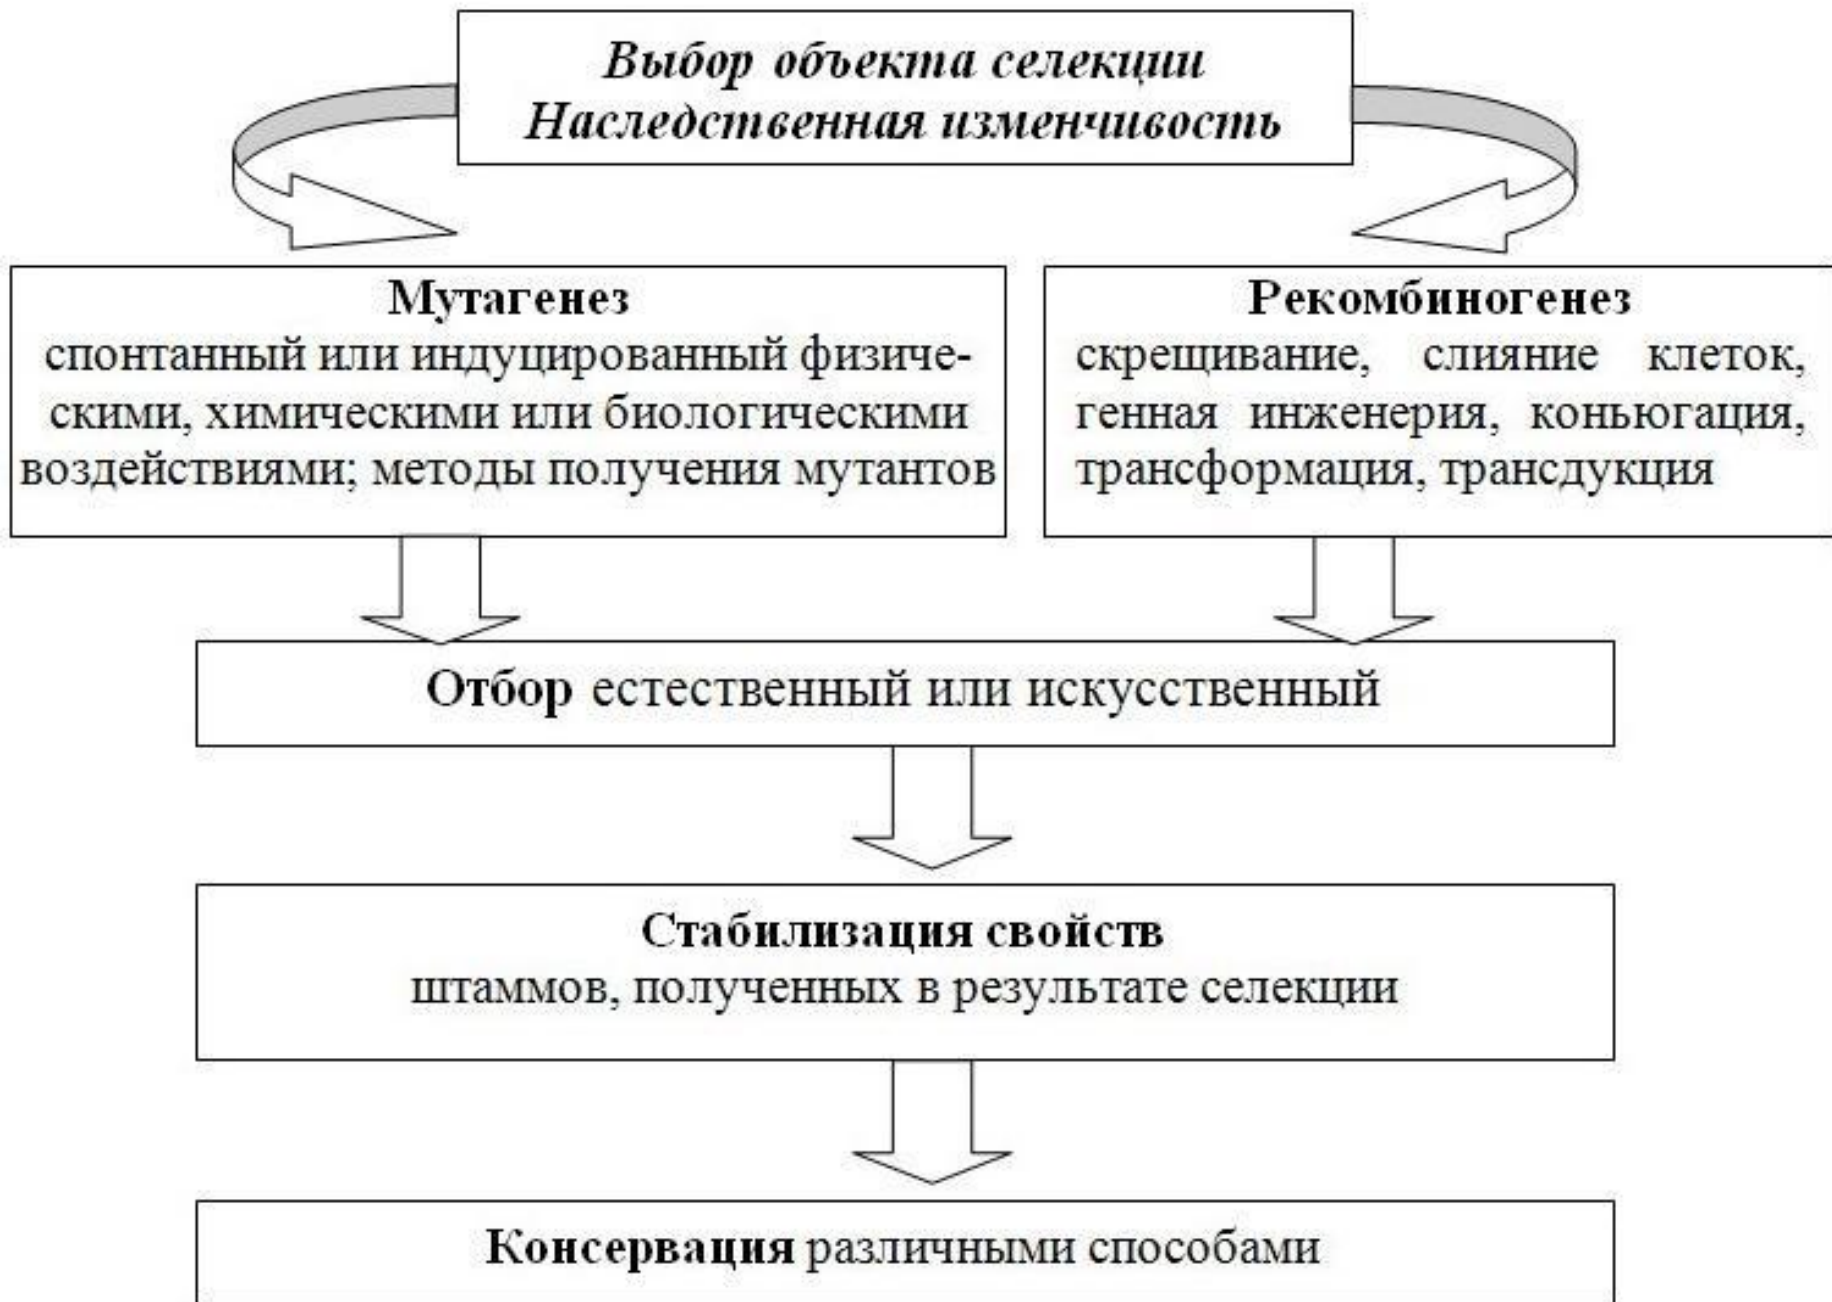 Выбор объекта селекции
Наследственная изменчивость
Мутагенез
спонтанный или индуцированный физиче-
скими, химическими или биологическими
воздействиями; методы получения мутантов
Рекомбиногенез
скрещивание, слияние клеток,
генная инженерия, коньюгация,
трансформация, трансдукция
Отбор естественный или искусственный
Стабилизация свойств
штаммов, полученных в результате селекции
Консервация различными способами